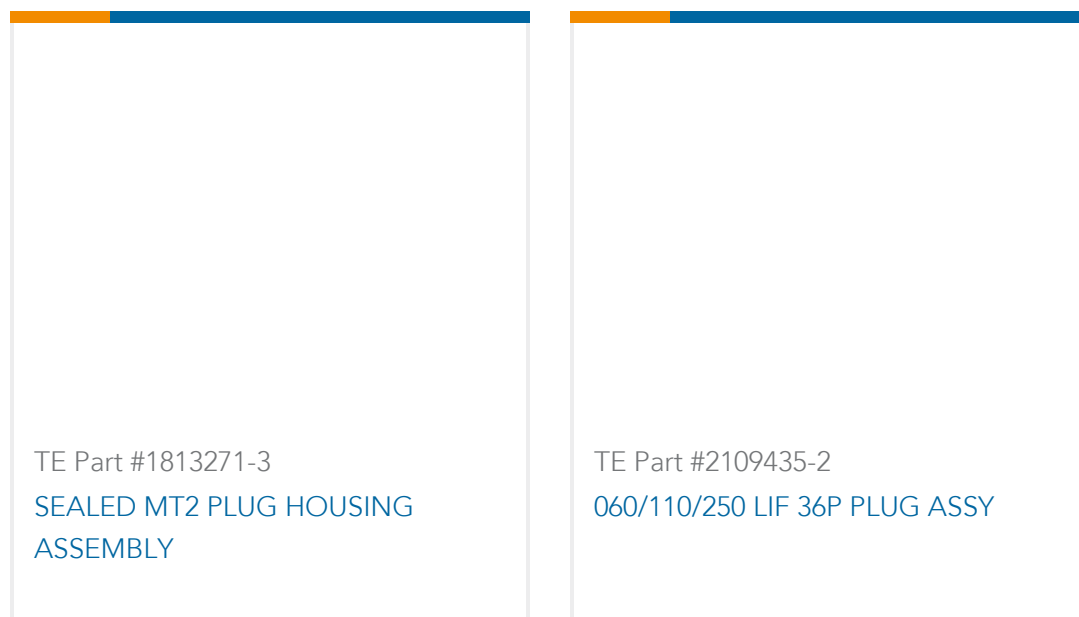 TE Part #1813271-3
SEALED MT2 PLUG HOUSING
ASSEMBLY
TE Part #2109435-2
060/110/250 LIF 36P PLUG ASSY